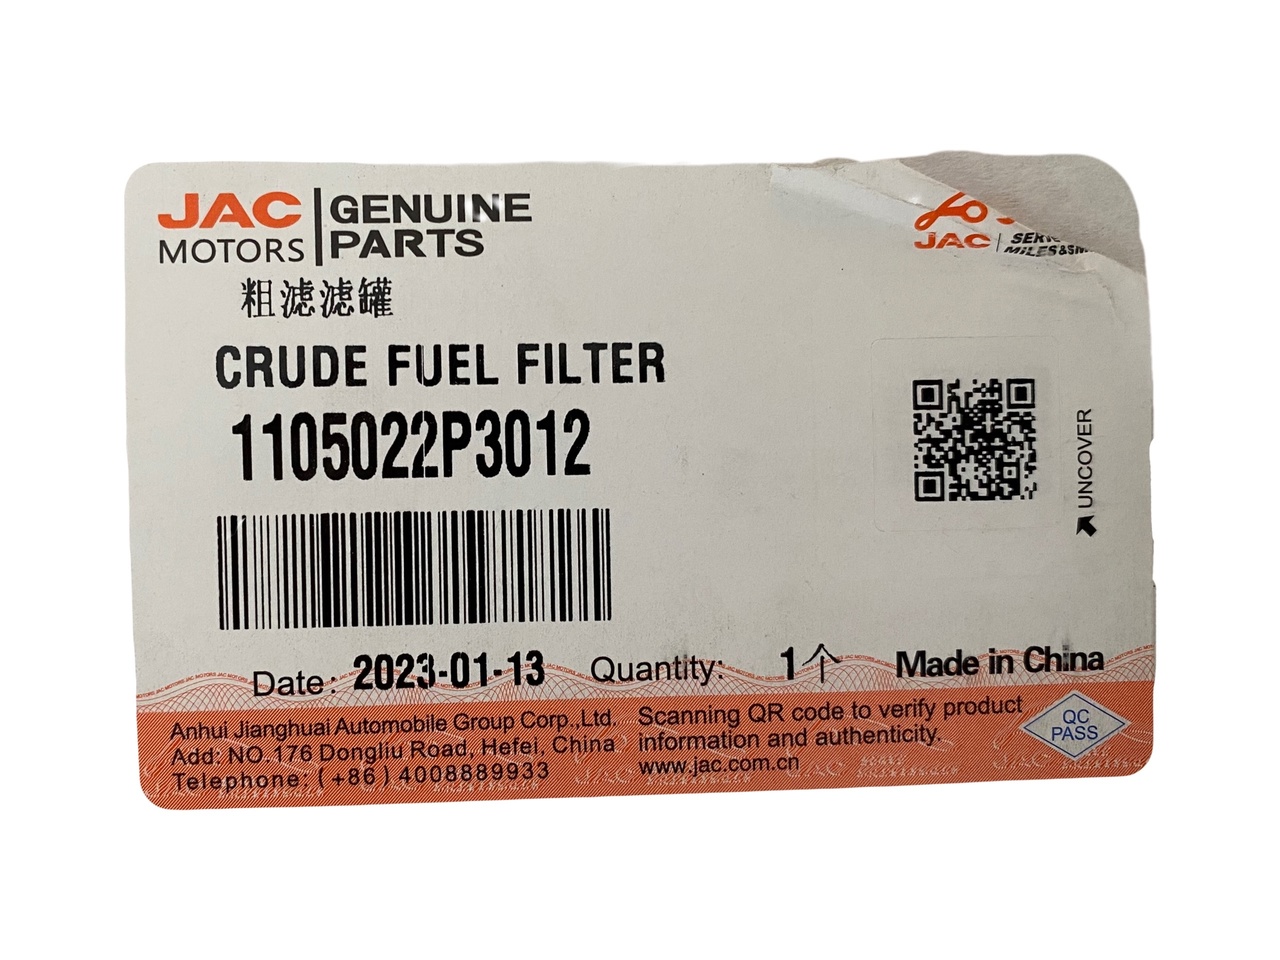 JAC MOTORS
GENUINE PARTS
JAC
MiLES&SM
粗滤滤罐
CRUDE FUEL FILTER
1105022P3012
UNCOVER
Date: 2023-01-13 Quantity: 1个 Made in China
Anhui Jianghuai Automobile Group Corp.,Ltd.
Add: NO.176 Dongliu Road, Hefei, China
Telephone: (+86) 4008889933
Scanning QR code to verify product
information and authenticity.
www.jac.com.cn
QC
PASS